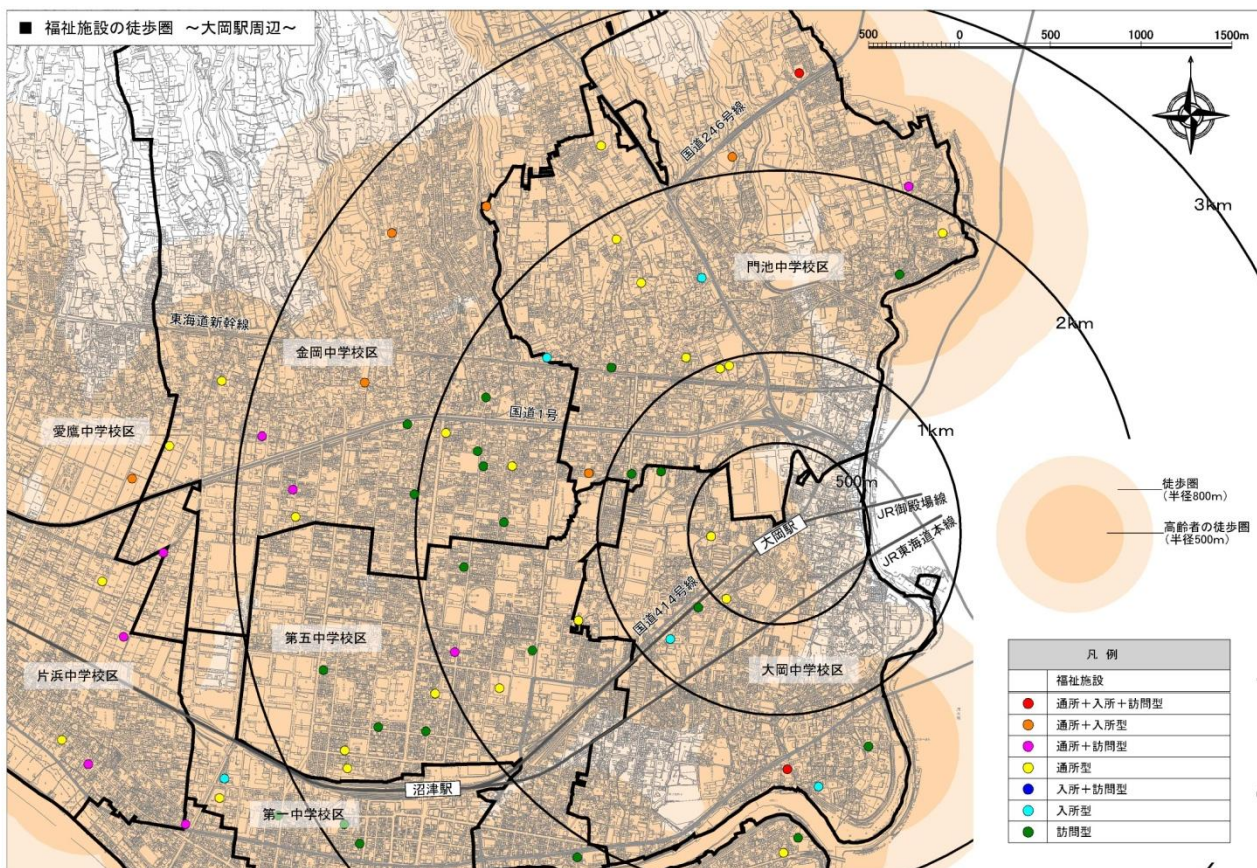 ■ 福祉施設の徒歩圏 ～大岡駅周辺～
500 0 500 1000 1500m
国道246号線
3km
門池中学校区
東海道新幹線
2km
金岡中学校区
国道1号
愛鷹中学校区
1km
500m
徒歩圏
(半径800m)
JR御殿場線
高齢者の徒歩圏
(半径500m)
大岡駅
JR東海道本線
国道414号線
第五中学校区
大岡中学校区
片浜中学校区
沼津駅
第一中学校区
凡 例
福祉施設
通所＋入所＋訪問型
通所＋入所型
通所＋訪問型
通所型
入所＋訪問型
入所型
訪問型